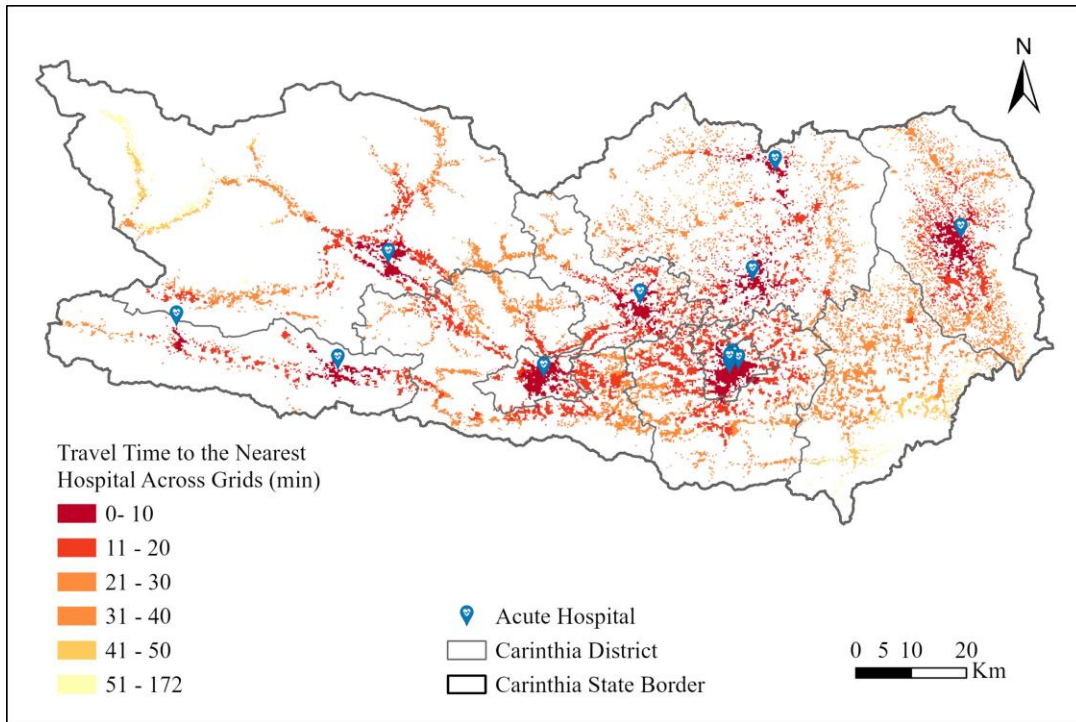 N
Travel Time to the Nearest
Hospital Across Grids (min)
0- 10
11 - 20
21 - 30
31 - 40
41 - 50
51 - 172
Acute Hospital
Carinthia District
Carinthia State Border
0 5 10 20
Km